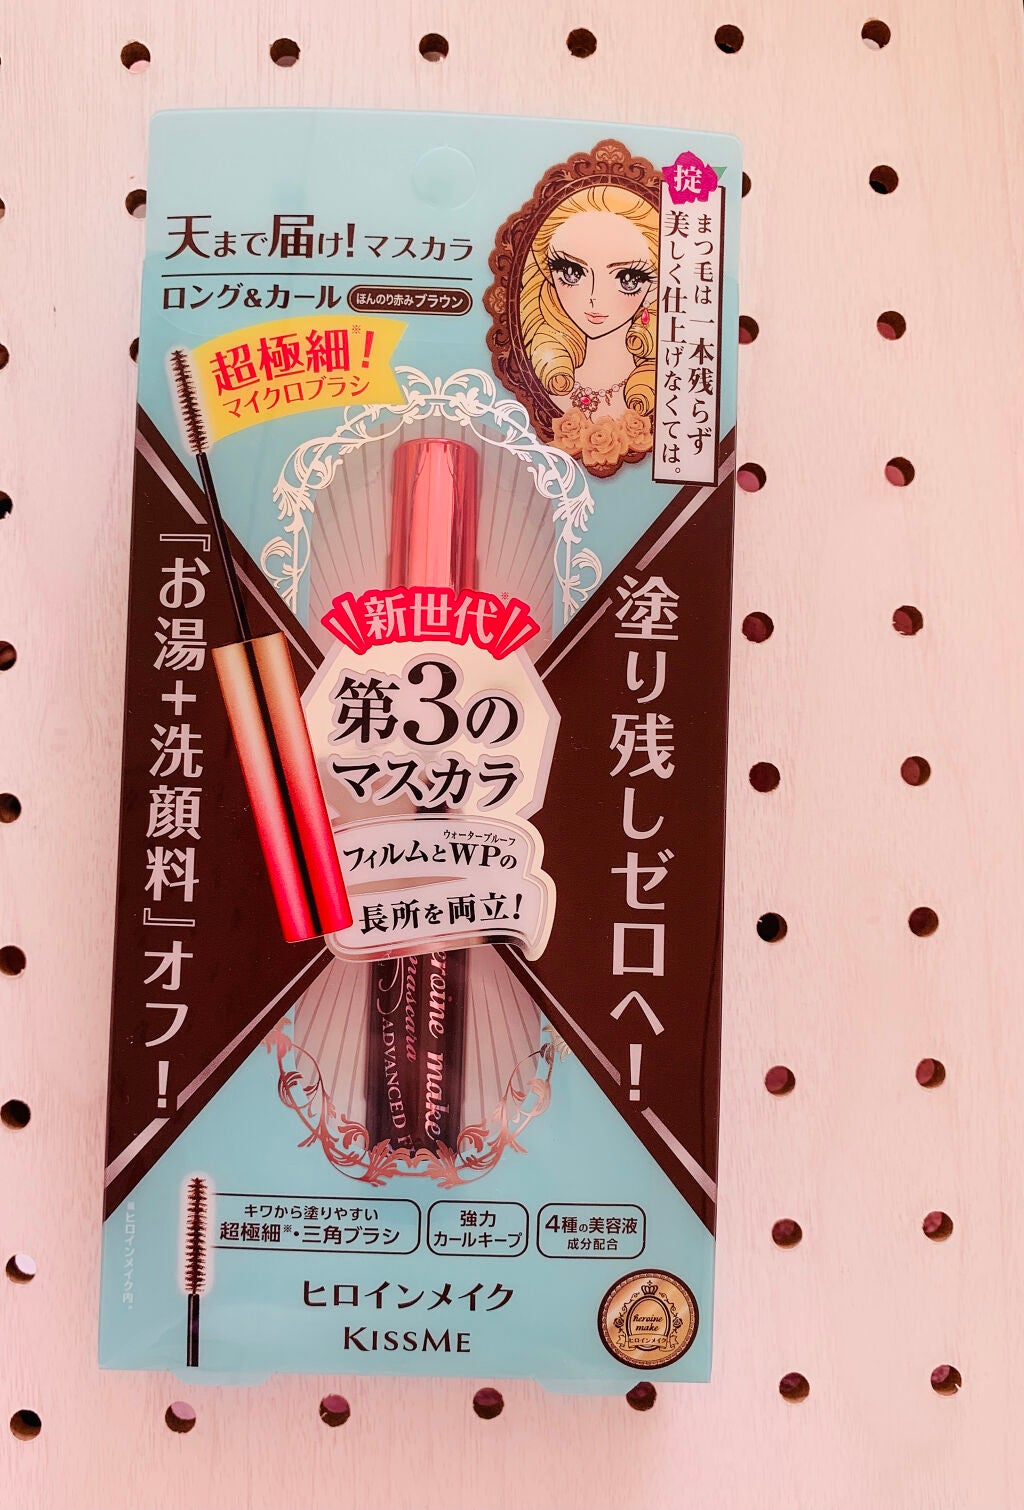 天まで届け!マスカラ
ロング&カール ほんのり赤みブラウン
掟
まつ毛は一本残らず
美しく仕上げなくては。
超極細!※
マイクロブラシ
『お湯+洗顔料』オフ!
新世代※
第3の
マスカラ
ウォータープルーフ
フィルムとWPの
長所を両立!
塗り残しゼロへ!
eroine make
mascara
ADVANCED F
キワから塗りやすい
超極細※・三角ブラシ
強力
カールキープ
4種の美容液
成分配合
※ヒロインメイク内。
ヒロインメイク
KISSME
heroine
make
ヒロインメイク